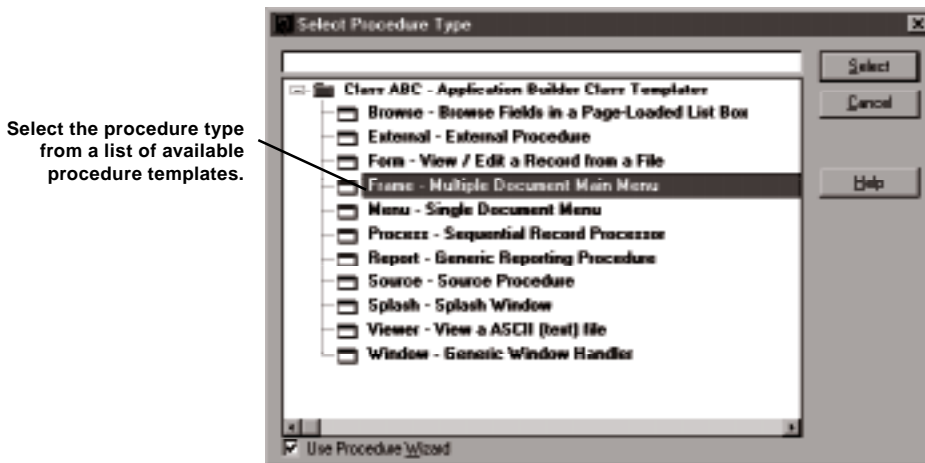 Select Procedure Type
Select
Cancel
Help
Class ABC - Application Builder Class Templates
Browse - Browse Fields in a Page-Loaded List Box
External - External Procedure
Form - View / Edit a Record from a File
Frame - Multiple Document Main Menu
Menu - Single Document Menu
Process - Sequential Record Processor
Report - Generic Reporting Procedure
Source - Source Procedure
Splash - Splash Window
Viewer - View a ASCII (text) file
Window - Generic Window Handler
Use Procedure Wizard
Select the procedure type
from a list of available
procedure templates.